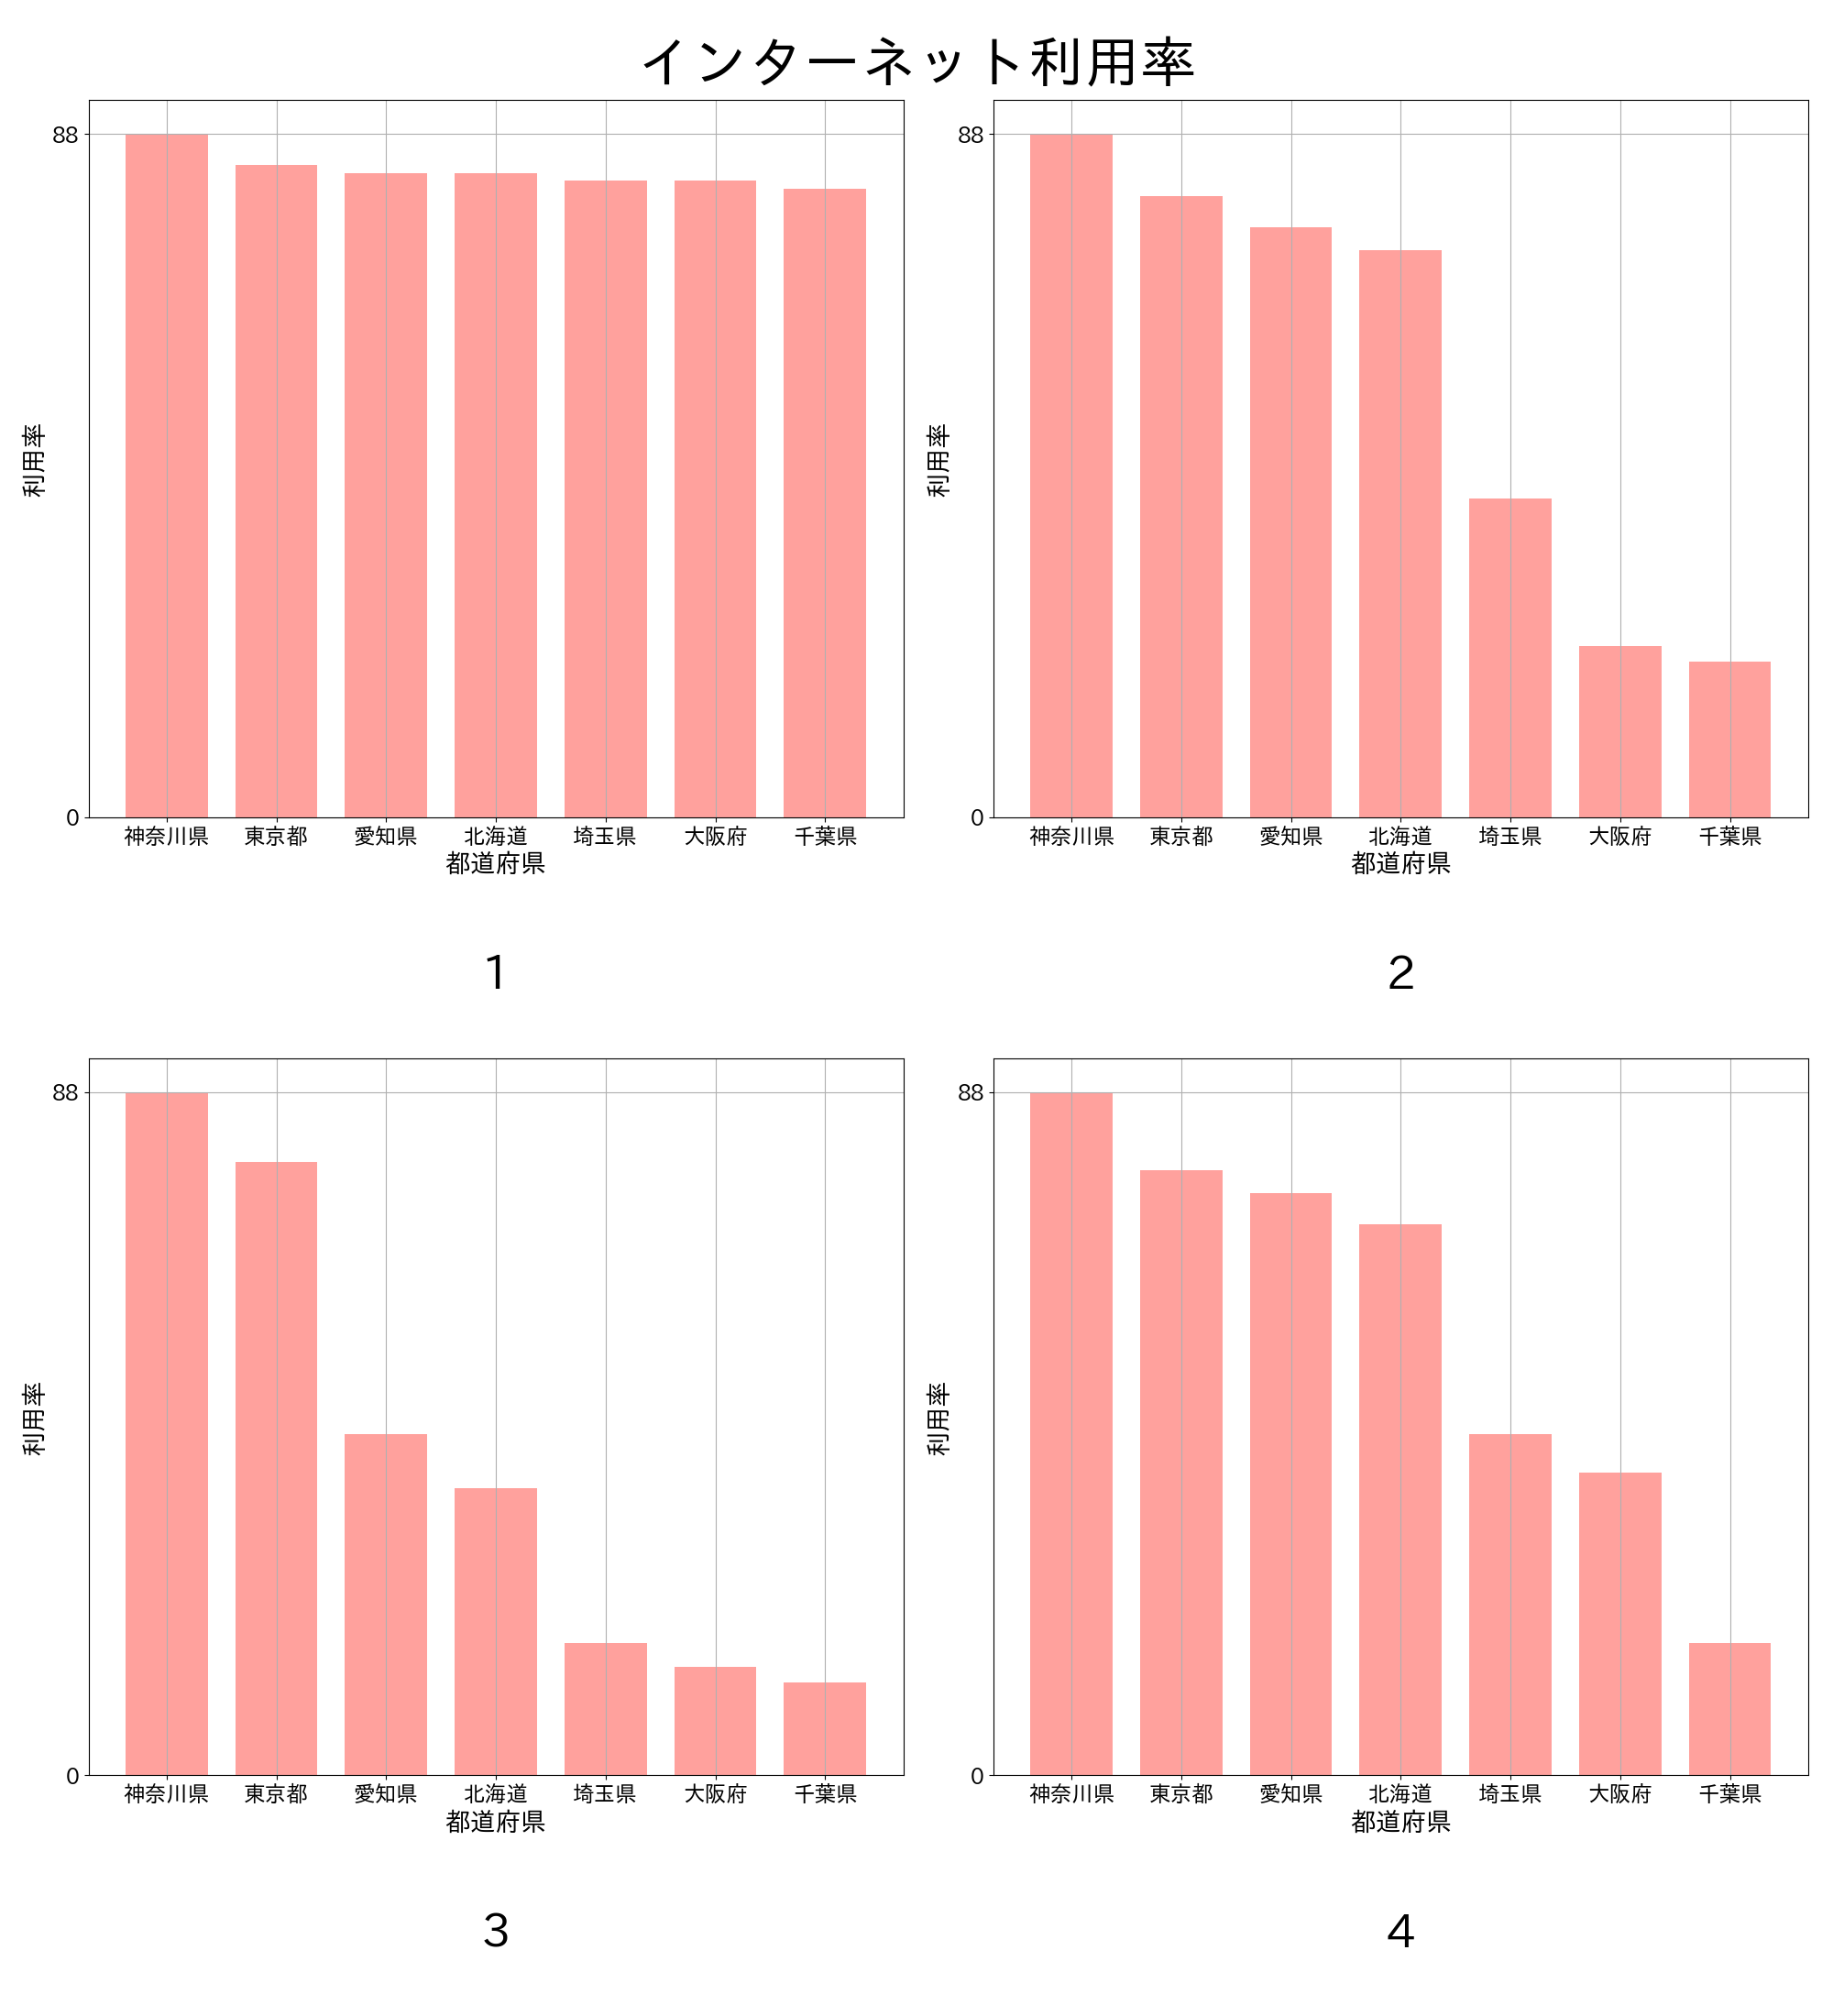 インターネット利用率
88
0
利用率
神奈川県 東京都 愛知県 北海道 埼玉県 大阪府 千葉県
都道府県
1
88
0
利用率
神奈川県 東京都 愛知県 北海道 埼玉県 大阪府 千葉県
都道府県
2
88
0
利用率
神奈川県 東京都 愛知県 北海道 埼玉県 大阪府 千葉県
都道府県
3
88
0
利用率
神奈川県 東京都 愛知県 北海道 埼玉県 大阪府 千葉県
都道府県
4